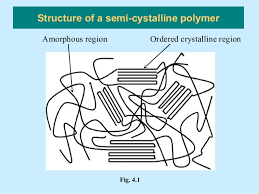 Structure of a semi-cystalline polymer
Amorphous region Ordered crystalline region
Fig. 4.1